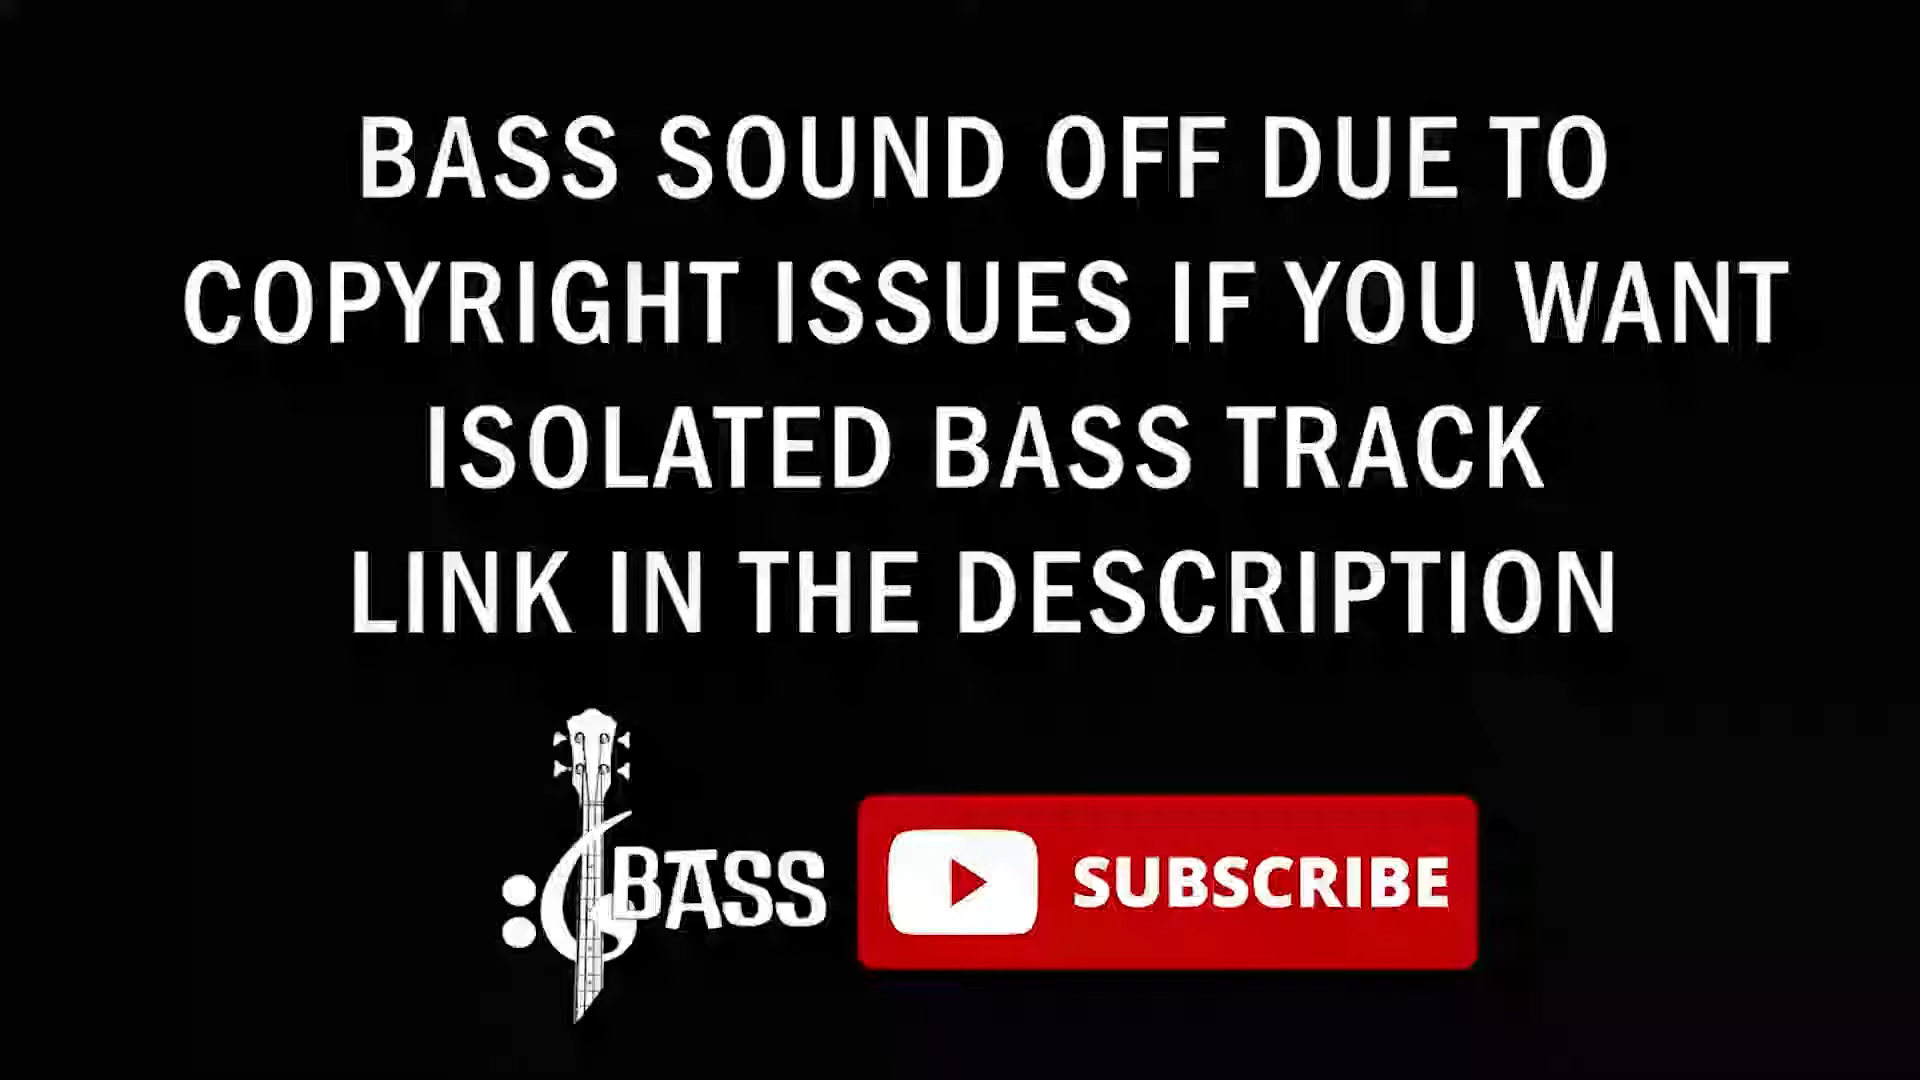 BASS SOUND OFF DUE TO
COPYRIGHT ISSUES IF YOU WANT
ISOLATED BASS TRACK
LINK IN THE DESCRIPTION
BASS
SUBSCRIBE